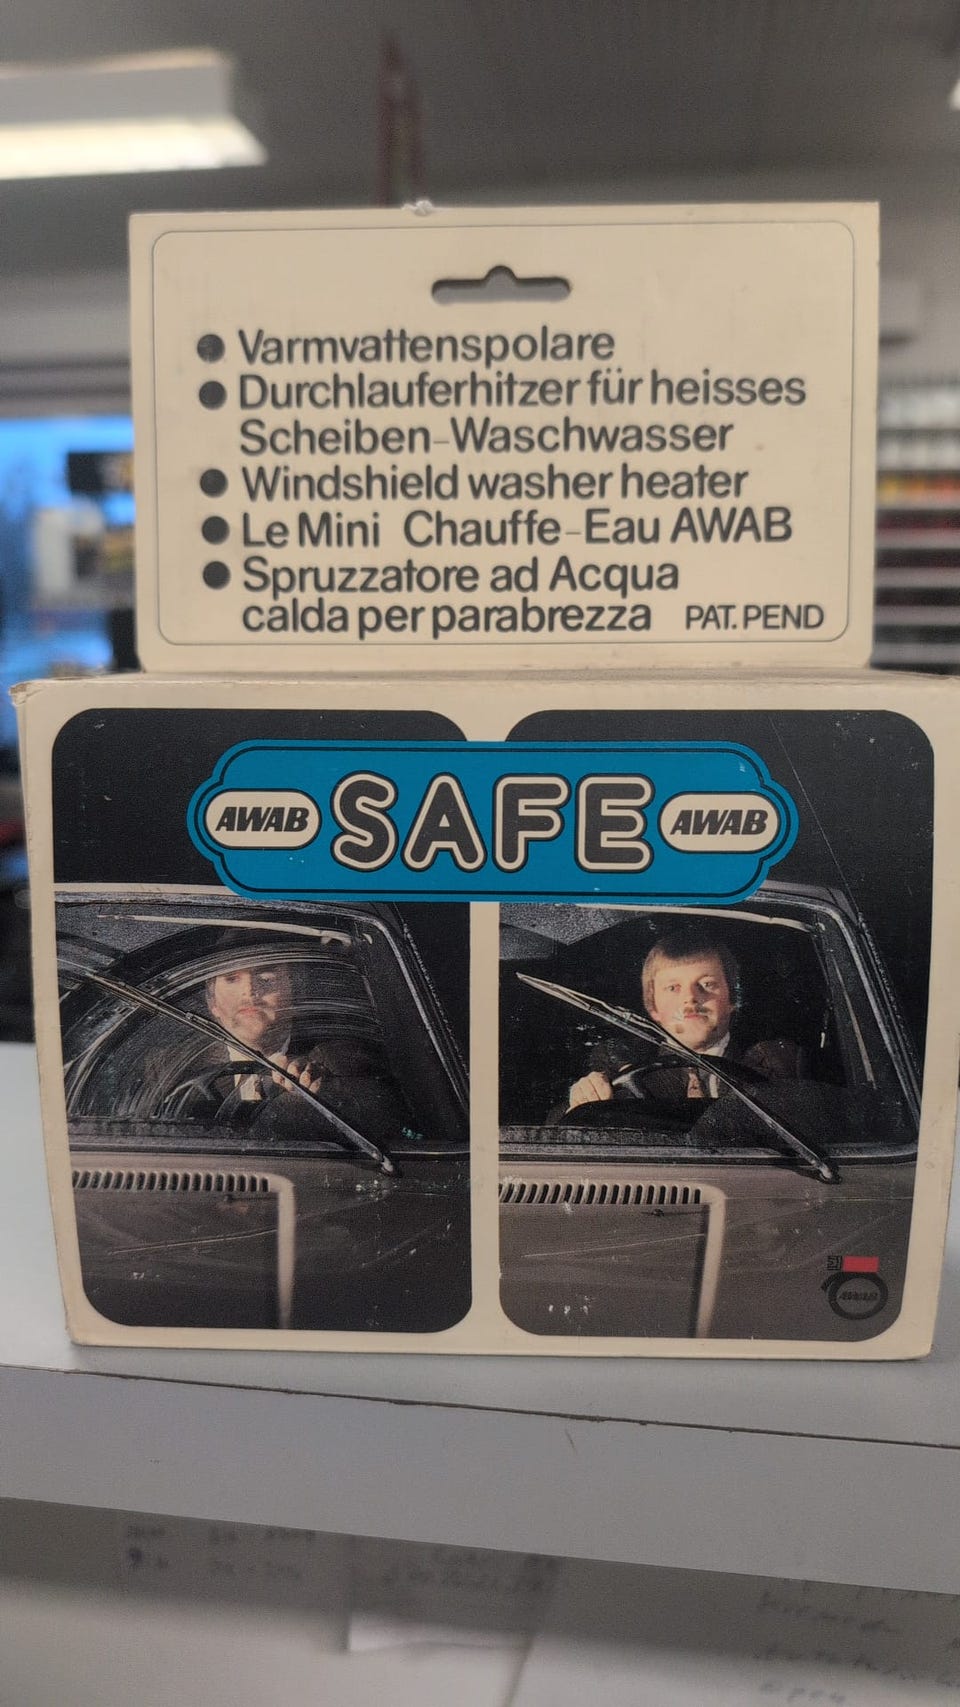 ● Varmvattenspolare
● Durchlauferhitzer für heisses
Scheiben-Waschwasser
● Windshield washer heater
● Le Mini Chauffe-Eau AWAB
● Spruzzatore ad Acqua
calda per parabrezza PAT. PEND
AWAB SAFE AWAB
AWAB